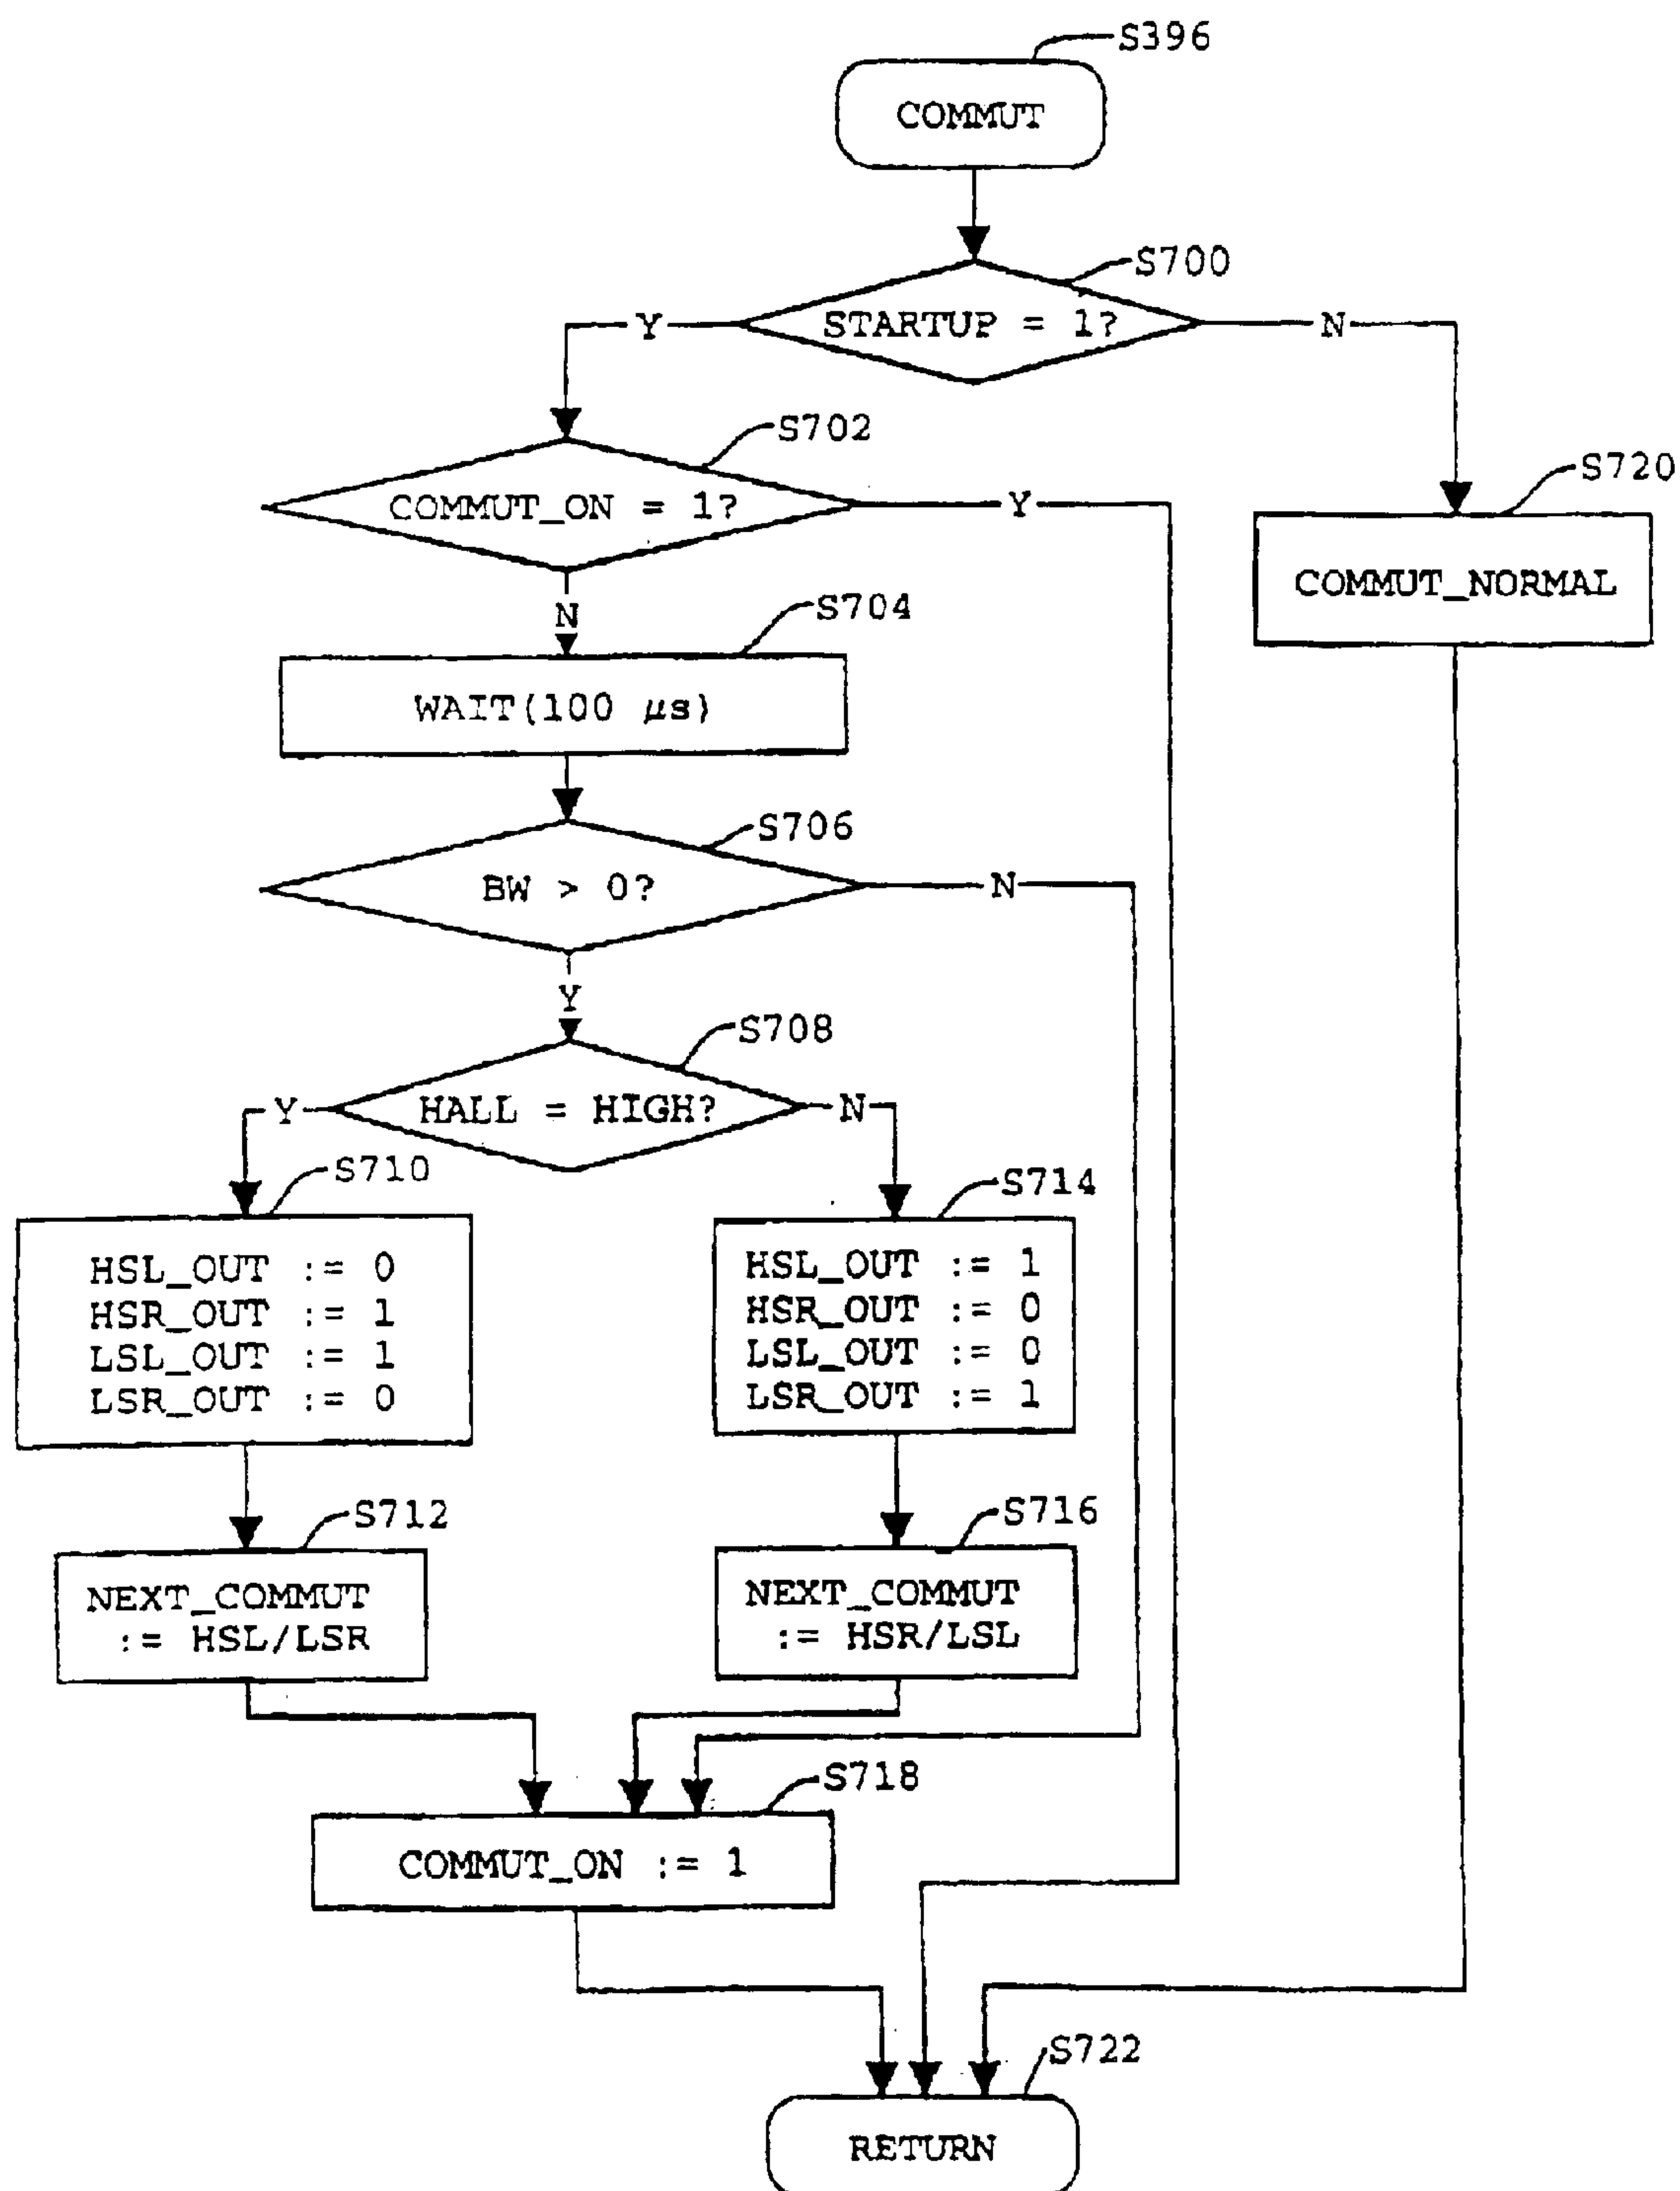 S396
COMMUT
S700
STARTUP = 1?
Y
N
S702
COMMUT_ON = 1?
Y
S720
COMMUT_NORMAL
N
S704
WAIT(100 µs)
S706
BW > 0?
N
Y
S708
HALL = HIGH?
Y
N
S710
HSL_OUT := 0
HSR_OUT := 1
LSL_OUT := 1
LSR_OUT := 0
S714
HSL_OUT := 1
HSR_OUT := 0
LSL_OUT := 0
LSR_OUT := 1
S712
NEXT_COMMUT
:= HSL/LSR
S716
NEXT_COMMUT
:= HSR/LSL
S718
COMMUT_ON := 1
S722
RETURN